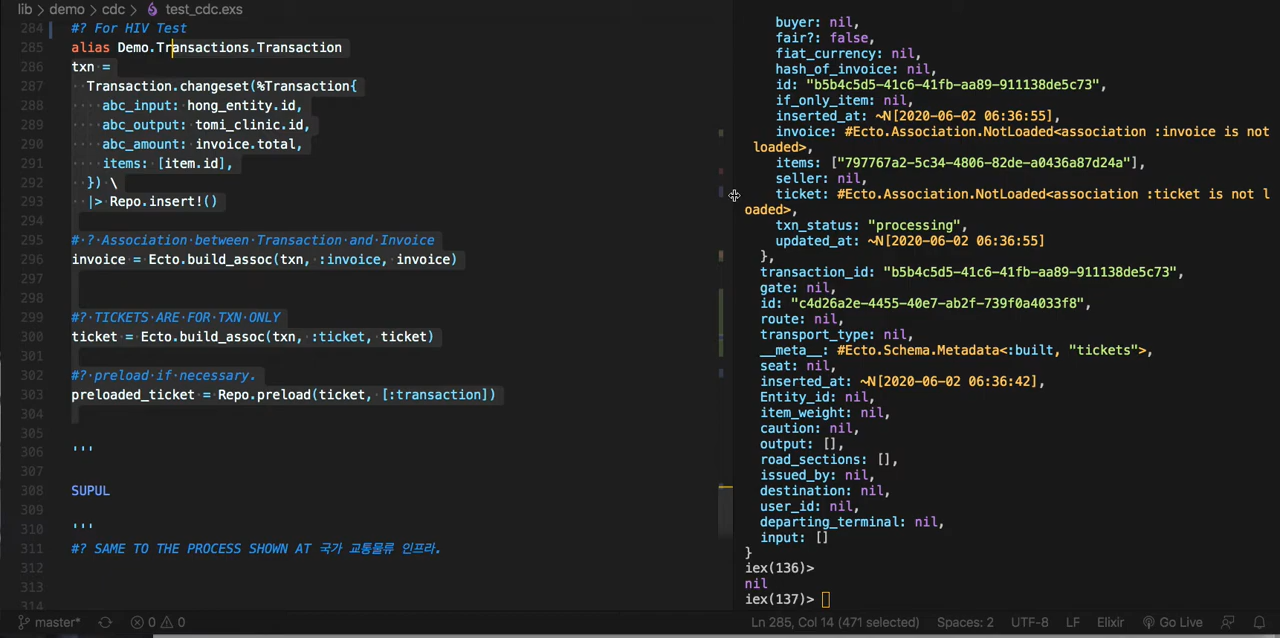 lib > demo > cdc > test_cdc.exs
284 #? For HIV Test
285 alias Demo.Transactions.Transaction
286 txn =
287 Transaction.changeset(%Transaction{
288 ····abc_input: hong_entity.id,
289 ····abc_output: tomi_clinic.id,
290 ····abc_amount: invoice.total,
291 ····items: [item.id],
292 ··}) \
293 |> Repo.insert!()
294
295 # ?·Association·between·Transaction·and·Invoice
296 invoice = Ecto.build_assoc(txn, :invoice, invoice)
297
298
299 #?·TICKETS·ARE·FOR·TXN·ONLY
300 ticket = Ecto.build_assoc(txn, :ticket, ticket)
301
302 #?·preload·if·necessary.
303 preloaded_ticket = Repo.preload(ticket, [:transaction])
304
305
306 '''
307
308 SUPUL
309
310 '''
311 #? SAME TO THE PROCESS SHOWN AT 국가 교통물류 인프라.
312
313
314
buyer: nil,
fair?: false,
fiat_currency: nil,
hash_of_invoice: nil,
id: "b5b4c5d5-41c6-41fb-aa89-911138de5c73",
if_only_item: nil,
inserted_at: ~N[2020-06-02 06:36:55],
invoice: #Ecto.Association.NotLoaded<association :invoice is not
loaded>,
items: ["797767a2-5c34-4806-82de-a0436a87d24a"],
seller: nil,
ticket: #Ecto.Association.NotLoaded<association :ticket is not l
oaded>,
txn_status: "processing",
updated_at: ~N[2020-06-02 06:36:55]
},
transaction_id: "b5b4c5d5-41c6-41fb-aa89-911138de5c73",
gate: nil,
id: "c4d26a2e-4455-40e7-ab2f-739f0a4033f8",
route: nil,
transport_type: nil,
__meta__: #Ecto.Schema.Metadata<:built, "tickets">,
seat: nil,
inserted_at: ~N[2020-06-02 06:36:42],
Entity_id: nil,
item_weight: nil,
caution: nil,
output: [],
road_sections: [],
issued_by: nil,
destination: nil,
user_id: nil,
departing_terminal: nil,
input: []
}
iex(136)>
nil
iex(137)>
master* 0 0 Ln 285, Col 14 (471 selected) Spaces: 2 UTF-8 LF Elixir Go Live